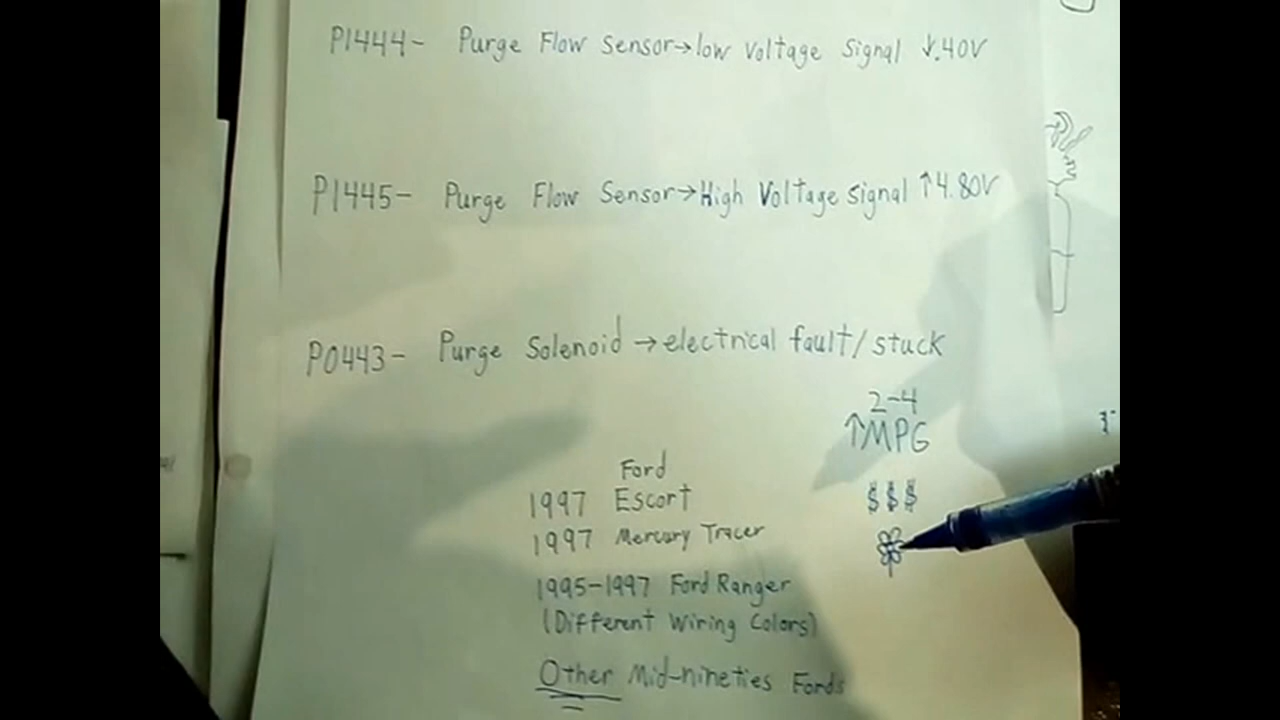 P1444- Purge Flow Sensor→low Voltage Signal ↓.40V
P1445- Purge Flow Sensor→High Voltage Signal ↑4.80V
P0443- Purge Solenoid→electrical fault/stuck
2-4
↑MPG
$$$
Ford
1997 Escort
1997 Mercury Tracer
1995-1997 Ford Ranger
(Different Wiring Colors)
Other Mid-nineties Fords